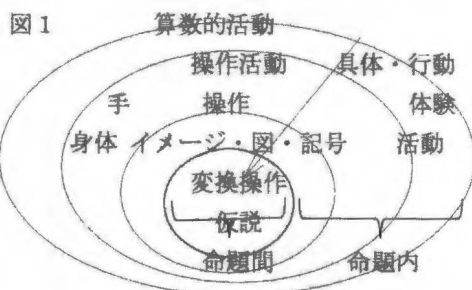 図1 算数的活動
操作活動 具体・行動
手 操作 体験
身体 イメージ・図・記号 活動
変換操作
仮説
命題間 命題内